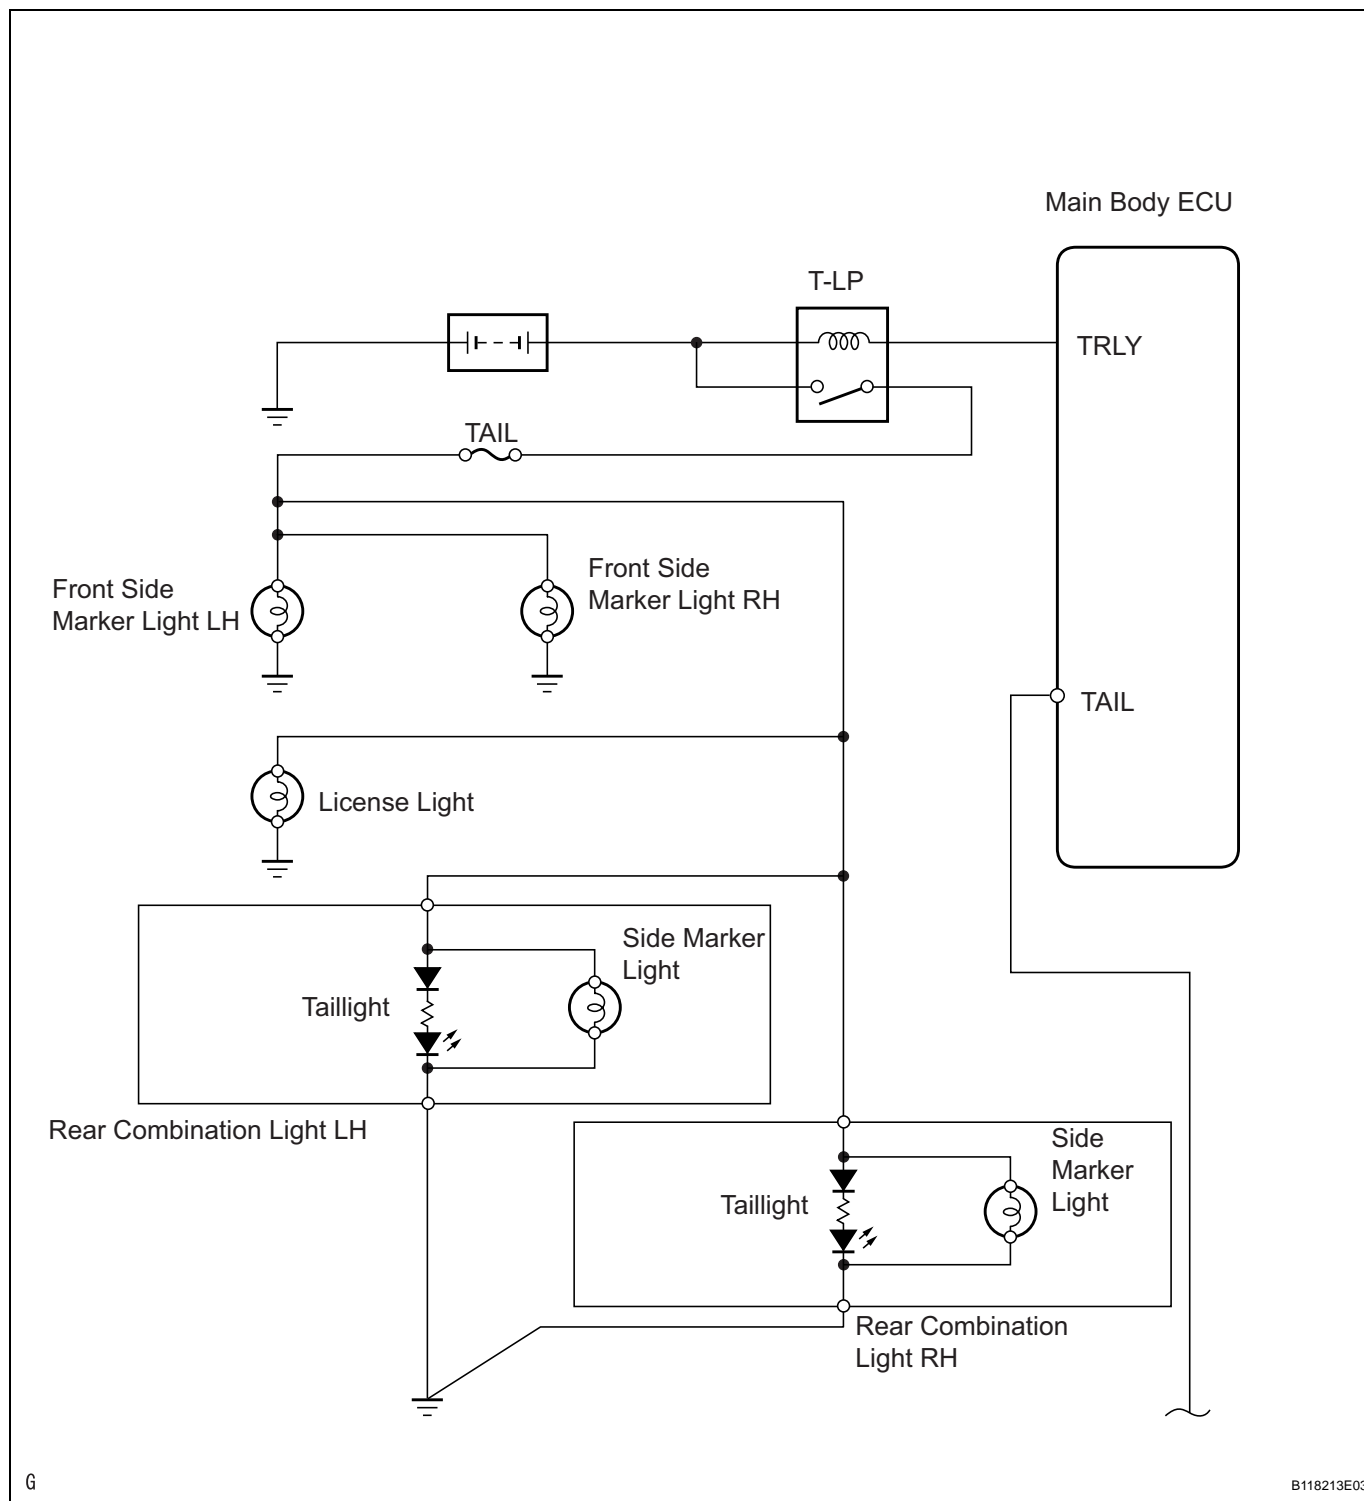 Main Body ECU
T-LP
TRLY
TAIL
Front Side
Marker Light LH
Front Side
Marker Light RH
TAIL
License Light
Side Marker
Light
Taillight
Rear Combination Light LH
Side
Marker
Light
Taillight
Rear Combination
Light RH
G
B118213E03